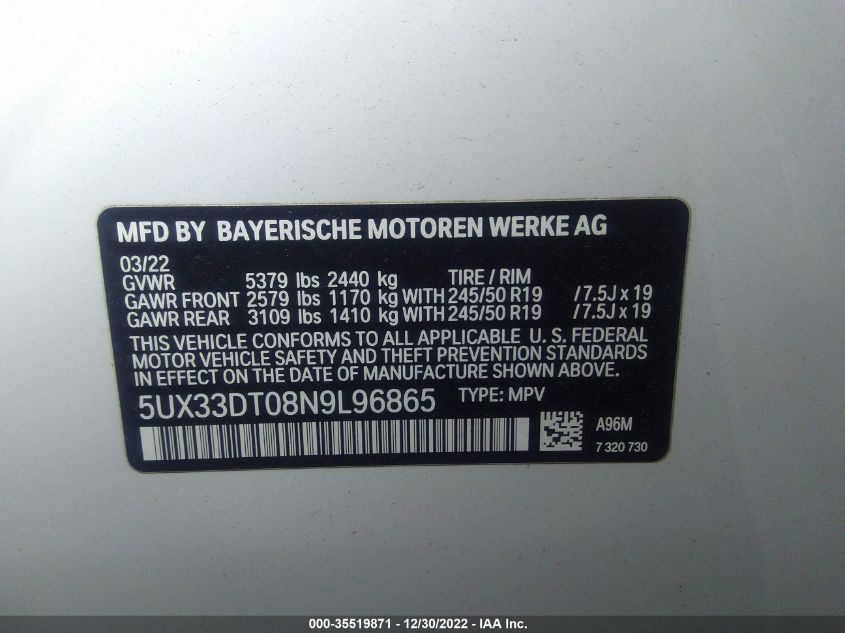 MFD BY BAYERISCHE MOTOREN WERKE AG
03/22
GVWR 5379 lbs 2440 kg TIRE / RIM
GAWR FRONT 2579 lbs 1170 kg WITH 245/50 R19 / 7.5J x 19
GAWR REAR 3109 lbs 1410 kg WITH 245/50 R19 / 7.5J x 19
THIS VEHICLE CONFORMS TO ALL APPLICABLE U. S. FEDERAL
MOTOR VEHICLE SAFETY AND THEFT PREVENTION STANDARDS
IN EFFECT ON THE DATE OF MANUFACTURE SHOWN ABOVE.
5UX33DT08N9L96865 TYPE: MPV
A96M
7 320 730
000-35519871 - 12/30/2022 - IAA Inc.